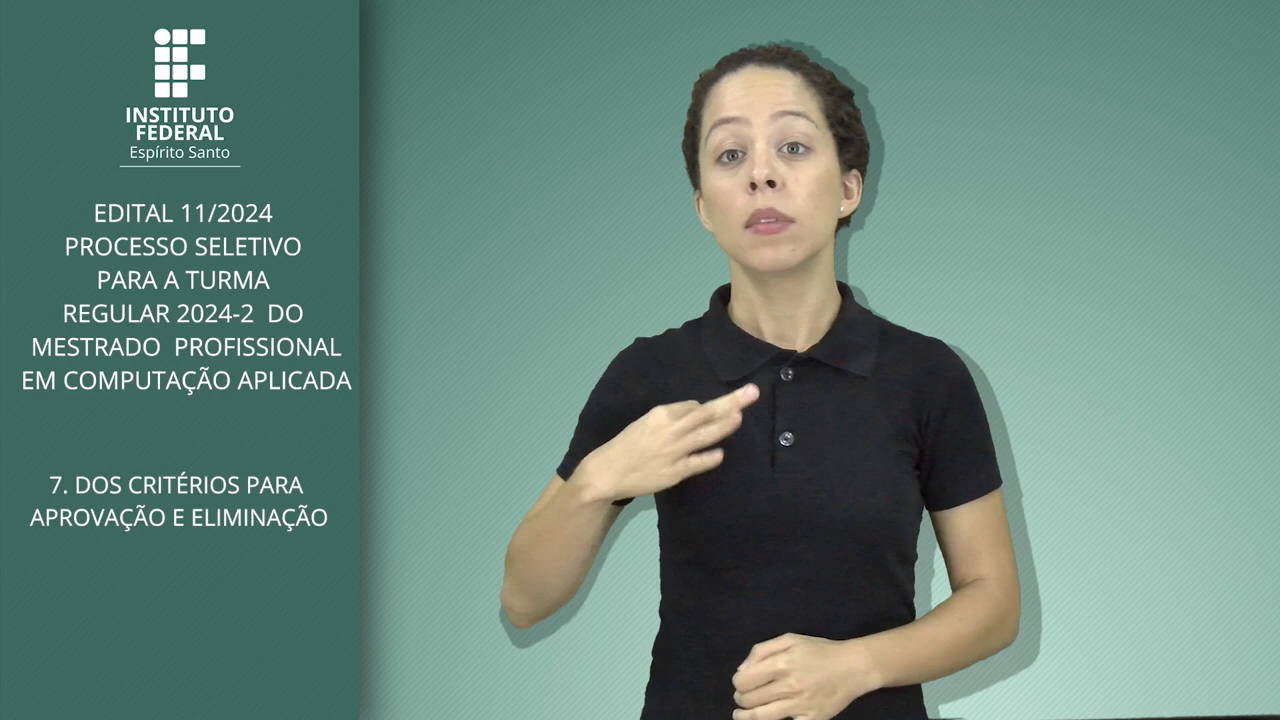 INSTITUTO
FEDERAL
Espírito Santo
EDITAL 11/2024
PROCESSO SELETIVO
PARA A TURMA
REGULAR 2024-2 DO
MESTRADO PROFISSIONAL
EM COMPUTAÇÃO APLICADA
7. DOS CRITÉRIOS PARA
APROVAÇÃO E ELIMINAÇÃO